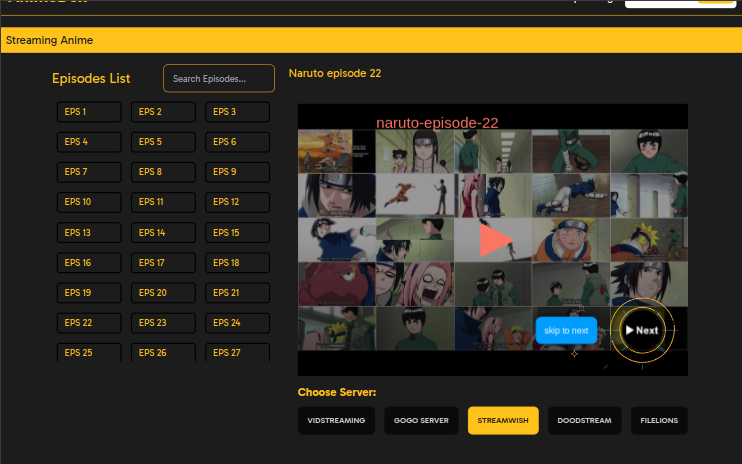 Streaming Anime
Episodes List
Search Episodes...
EPS 1
EPS 2
EPS 3
EPS 4
EPS 5
EPS 6
EPS 7
EPS 8
EPS 9
EPS 10
EPS 11
EPS 12
EPS 13
EPS 14
EPS 15
EPS 16
EPS 17
EPS 18
EPS 19
EPS 20
EPS 21
EPS 22
EPS 23
EPS 24
EPS 25
EPS 26
EPS 27
Naruto episode 22
naruto-episode-22
skip to next
Next
Choose Server:
VIDSTREAMING
GOGO SERVER
STREAMWISH
DOODSTREAM
FILELIONS